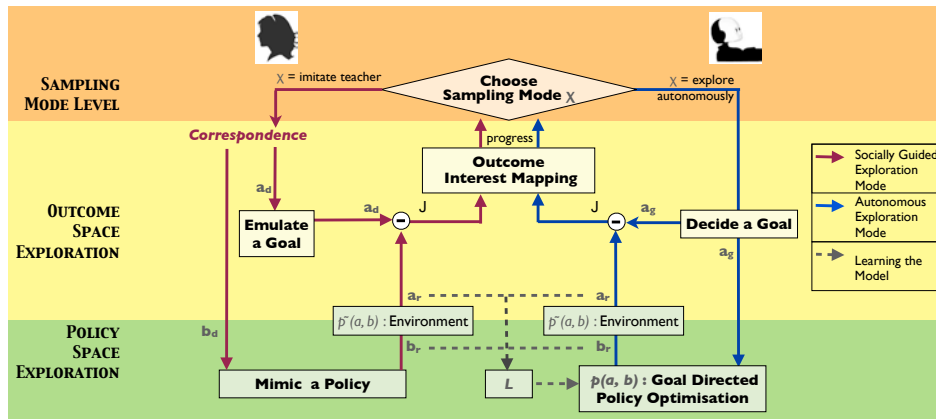 χ = imitate teacher
Choose
Sampling Mode χ
χ = explore
autonomously
Sampling
Mode Level
Correspondence
progress
Outcome
Interest Mapping
Socially Guided
Exploration
Mode
Autonomous
Exploration
Mode
Learning the
Model
a_d
Emulate
a Goal
a_d
-
J
J
-
a_g
Decide a Goal
a_g
Outcome
Space
Exploration
a_r
a_r
p̄(a, b) : Environment
p̄(a, b) : Environment
Policy
Space
Exploration
b_d
b_r
b_r
Mimic a Policy
L
p(a, b) : Goal Directed
Policy Optimisation